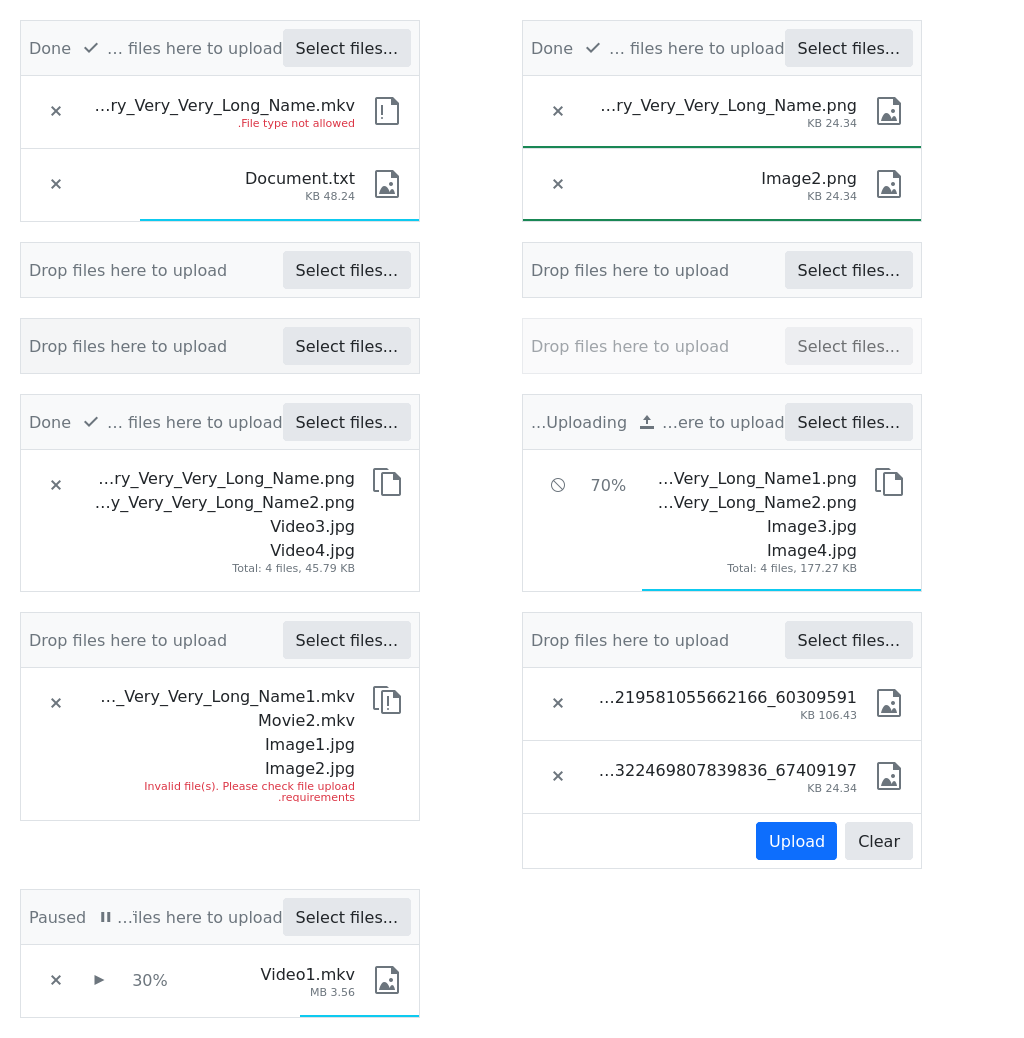 Done … files here to upload Select files...
…ry_Very_Very_Long_Name.mkv
.File type not allowed
Document.txt
KB 48.24
Done … files here to upload Select files...
…ry_Very_Very_Long_Name.png
KB 24.34
Image2.png
KB 24.34
Drop files here to upload Select files...
Drop files here to upload Select files...
Drop files here to upload Select files...
Drop files here to upload Select files...
Done … files here to upload Select files...
…ry_Very_Very_Long_Name.png
…y_Very_Very_Long_Name2.png
Video3.jpg
Video4.jpg
Total: 4 files, 45.79 KB
...Uploading …ere to upload Select files...
70%
…Very_Long_Name1.png
…Very_Long_Name2.png
Image3.jpg
Image4.jpg
Total: 4 files, 177.27 KB
Drop files here to upload Select files...
…_Very_Very_Long_Name1.mkv
Movie2.mkv
Image1.jpg
Image2.jpg
Invalid file(s). Please check file upload
.requirements
Drop files here to upload Select files...
…219581055662166_60309591
KB 106.43
…322469807839836_67409197
KB 24.34
Upload Clear
Paused …files here to upload Select files...
30%
Video1.mkv
MB 3.56